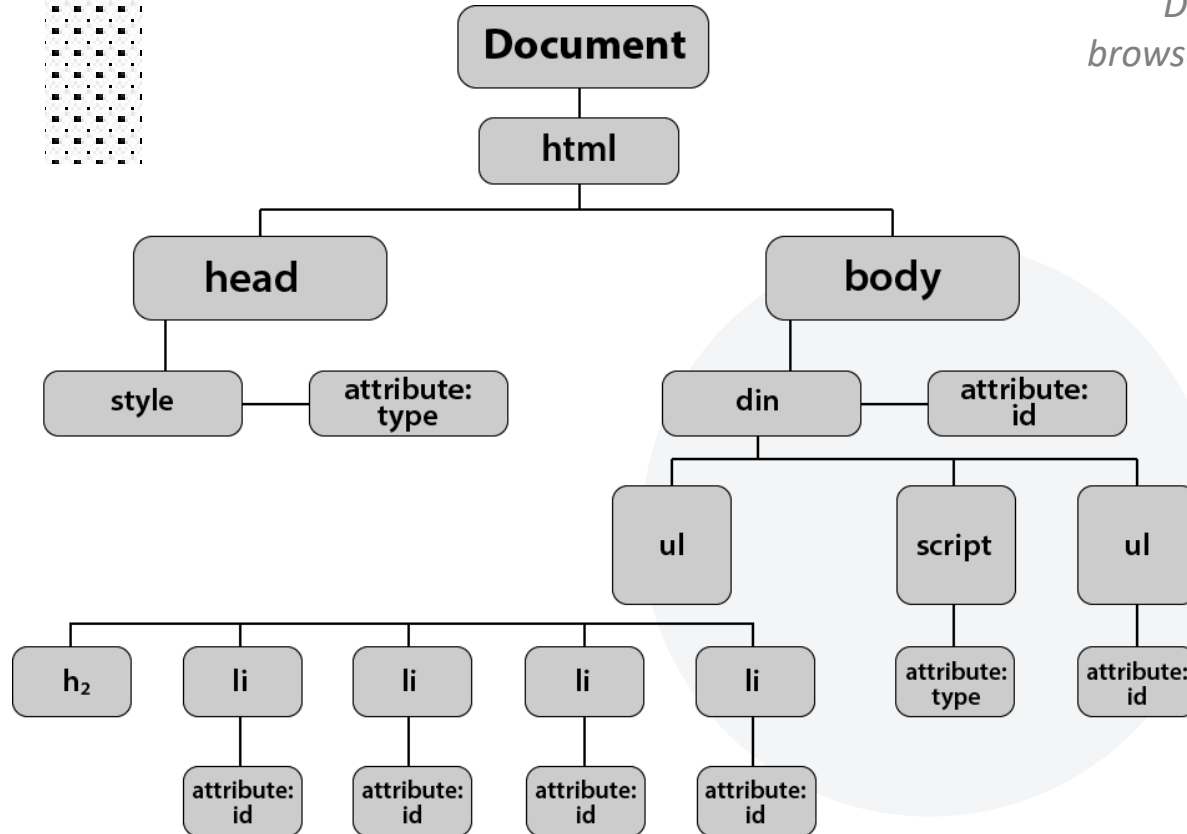 D
brows
Document
html
head
body
style
attribute:
type
din
attribute:
id
ul
script
ul
h₂
li
li
li
li
attribute:
type
attribute:
id
attribute:
id
attribute:
id
attribute:
id
attribute:
id